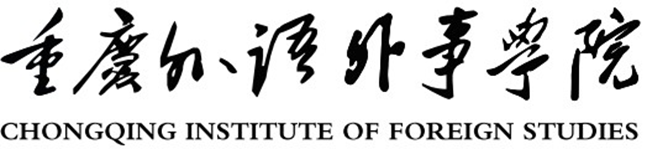 重慶外語外事學院
CHONGQING INSTITUTE OF FOREIGN STUDIES